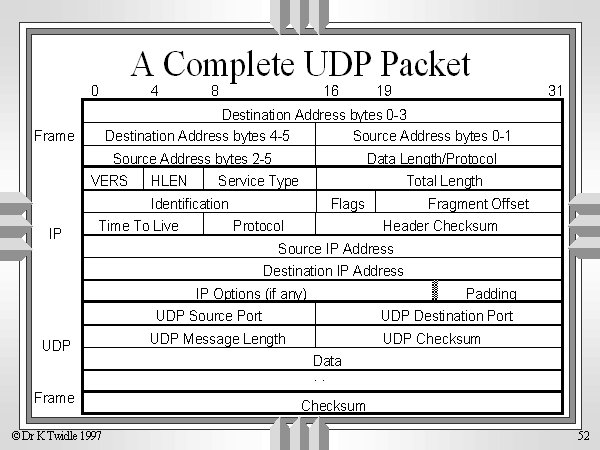 A Complete UDP Packet
0 4 8 16 19 31
Destination Address bytes 0-3
Frame Destination Address bytes 4-5 Source Address bytes 0-1
Source Address bytes 2-5 Data Length/Protocol
VERS HLEN Service Type Total Length
Identification Flags Fragment Offset
Time To Live Protocol Header Checksum
IP
Source IP Address
Destination IP Address
IP Options (if any) Padding
UDP Source Port UDP Destination Port
UDP Message Length UDP Checksum
UDP
Data
. .
Frame
Checksum
©Dr K Twidle 1997 52